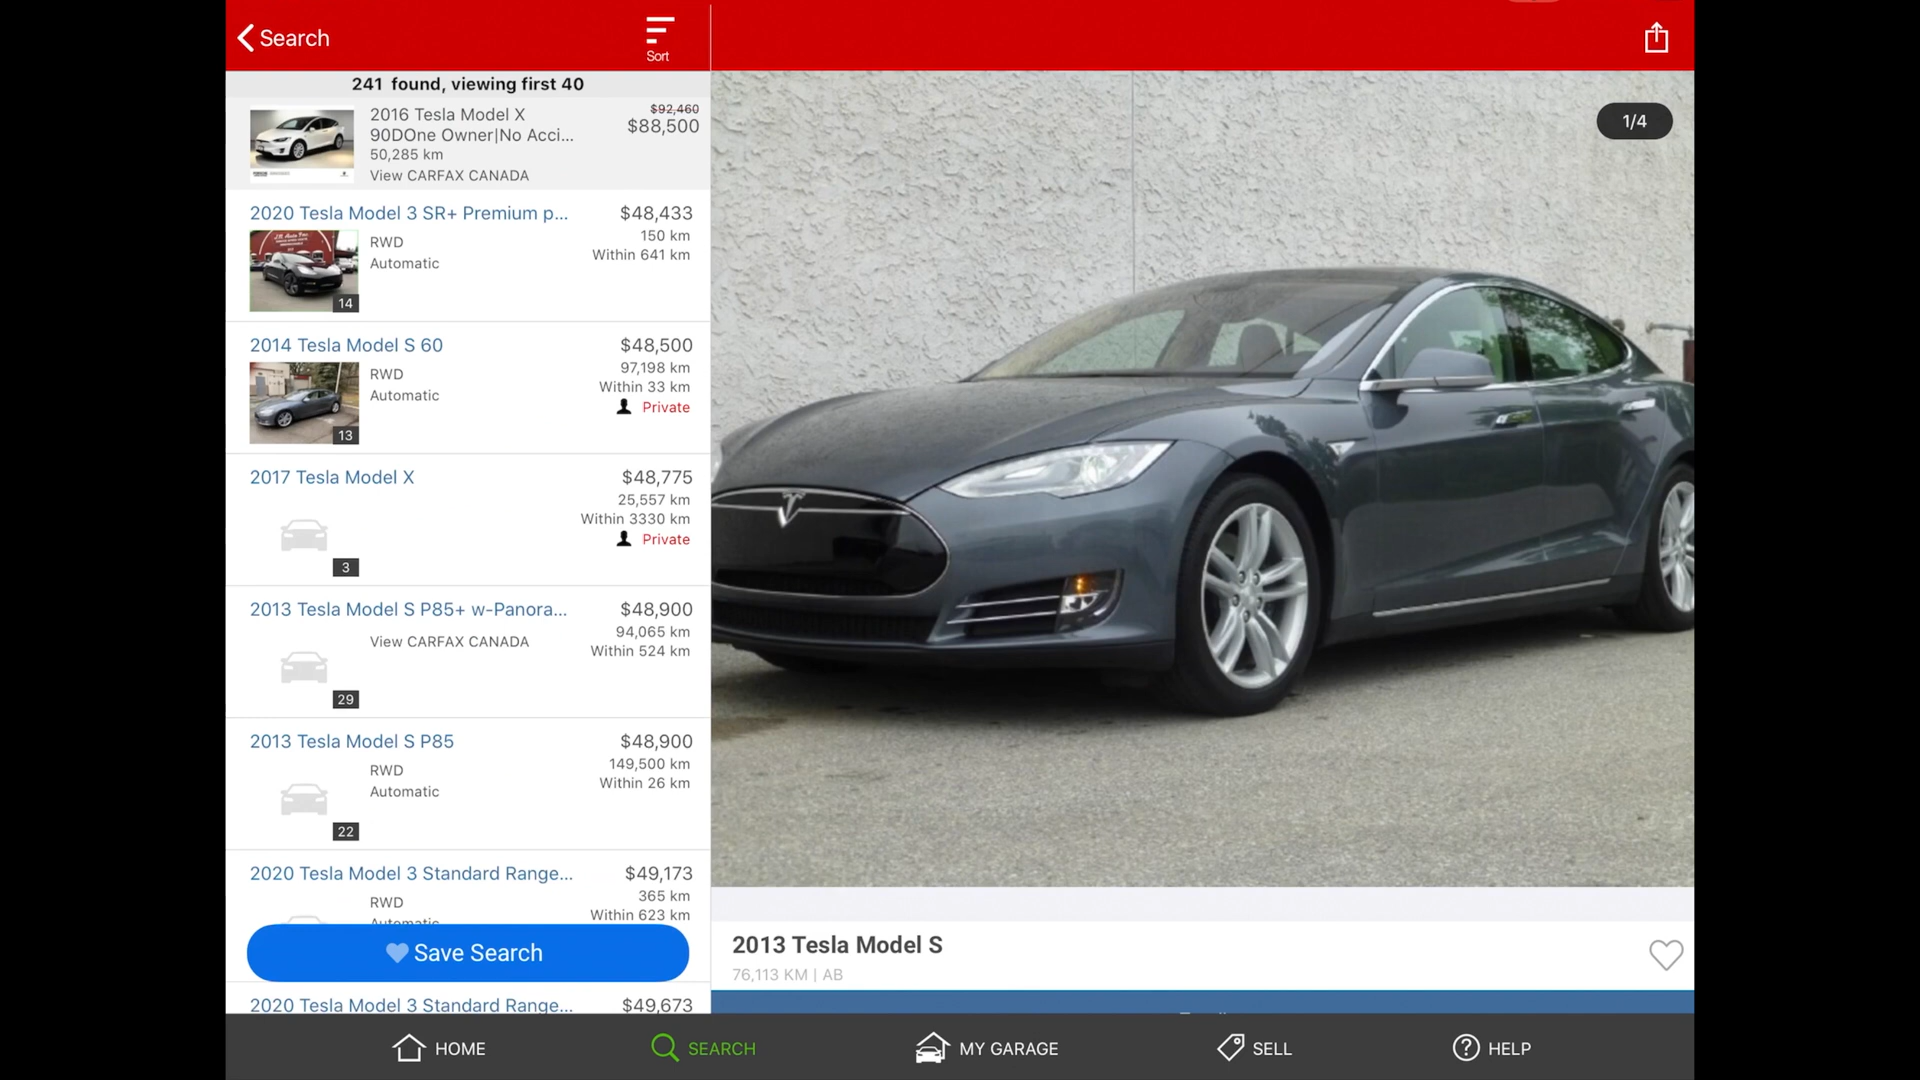 Search
Sort
241 found, viewing first 40
2016 Tesla Model X
90DOne Owner|No Acci...
50,285 km
View CARFAX CANADA
$92,460
$88,500
2020 Tesla Model 3 SR+ Premium p...
$48,433
RWD
Automatic
150 km
Within 641 km
14
2014 Tesla Model S 60
$48,500
RWD
Automatic
97,198 km
Within 33 km
Private
13
2017 Tesla Model X
$48,775
25,557 km
Within 3330 km
Private
3
2013 Tesla Model S P85+ w-Panora...
$48,900
View CARFAX CANADA
94,065 km
Within 524 km
29
2013 Tesla Model S P85
$48,900
RWD
Automatic
149,500 km
Within 26 km
22
2020 Tesla Model 3 Standard Range...
$49,173
RWD
Automatic
365 km
Within 623 km
Save Search
2020 Tesla Model 3 Standard Range...
$49,673
1/4
2013 Tesla Model S
76,113 KM | AB
HOME
SEARCH
MY GARAGE
SELL
HELP